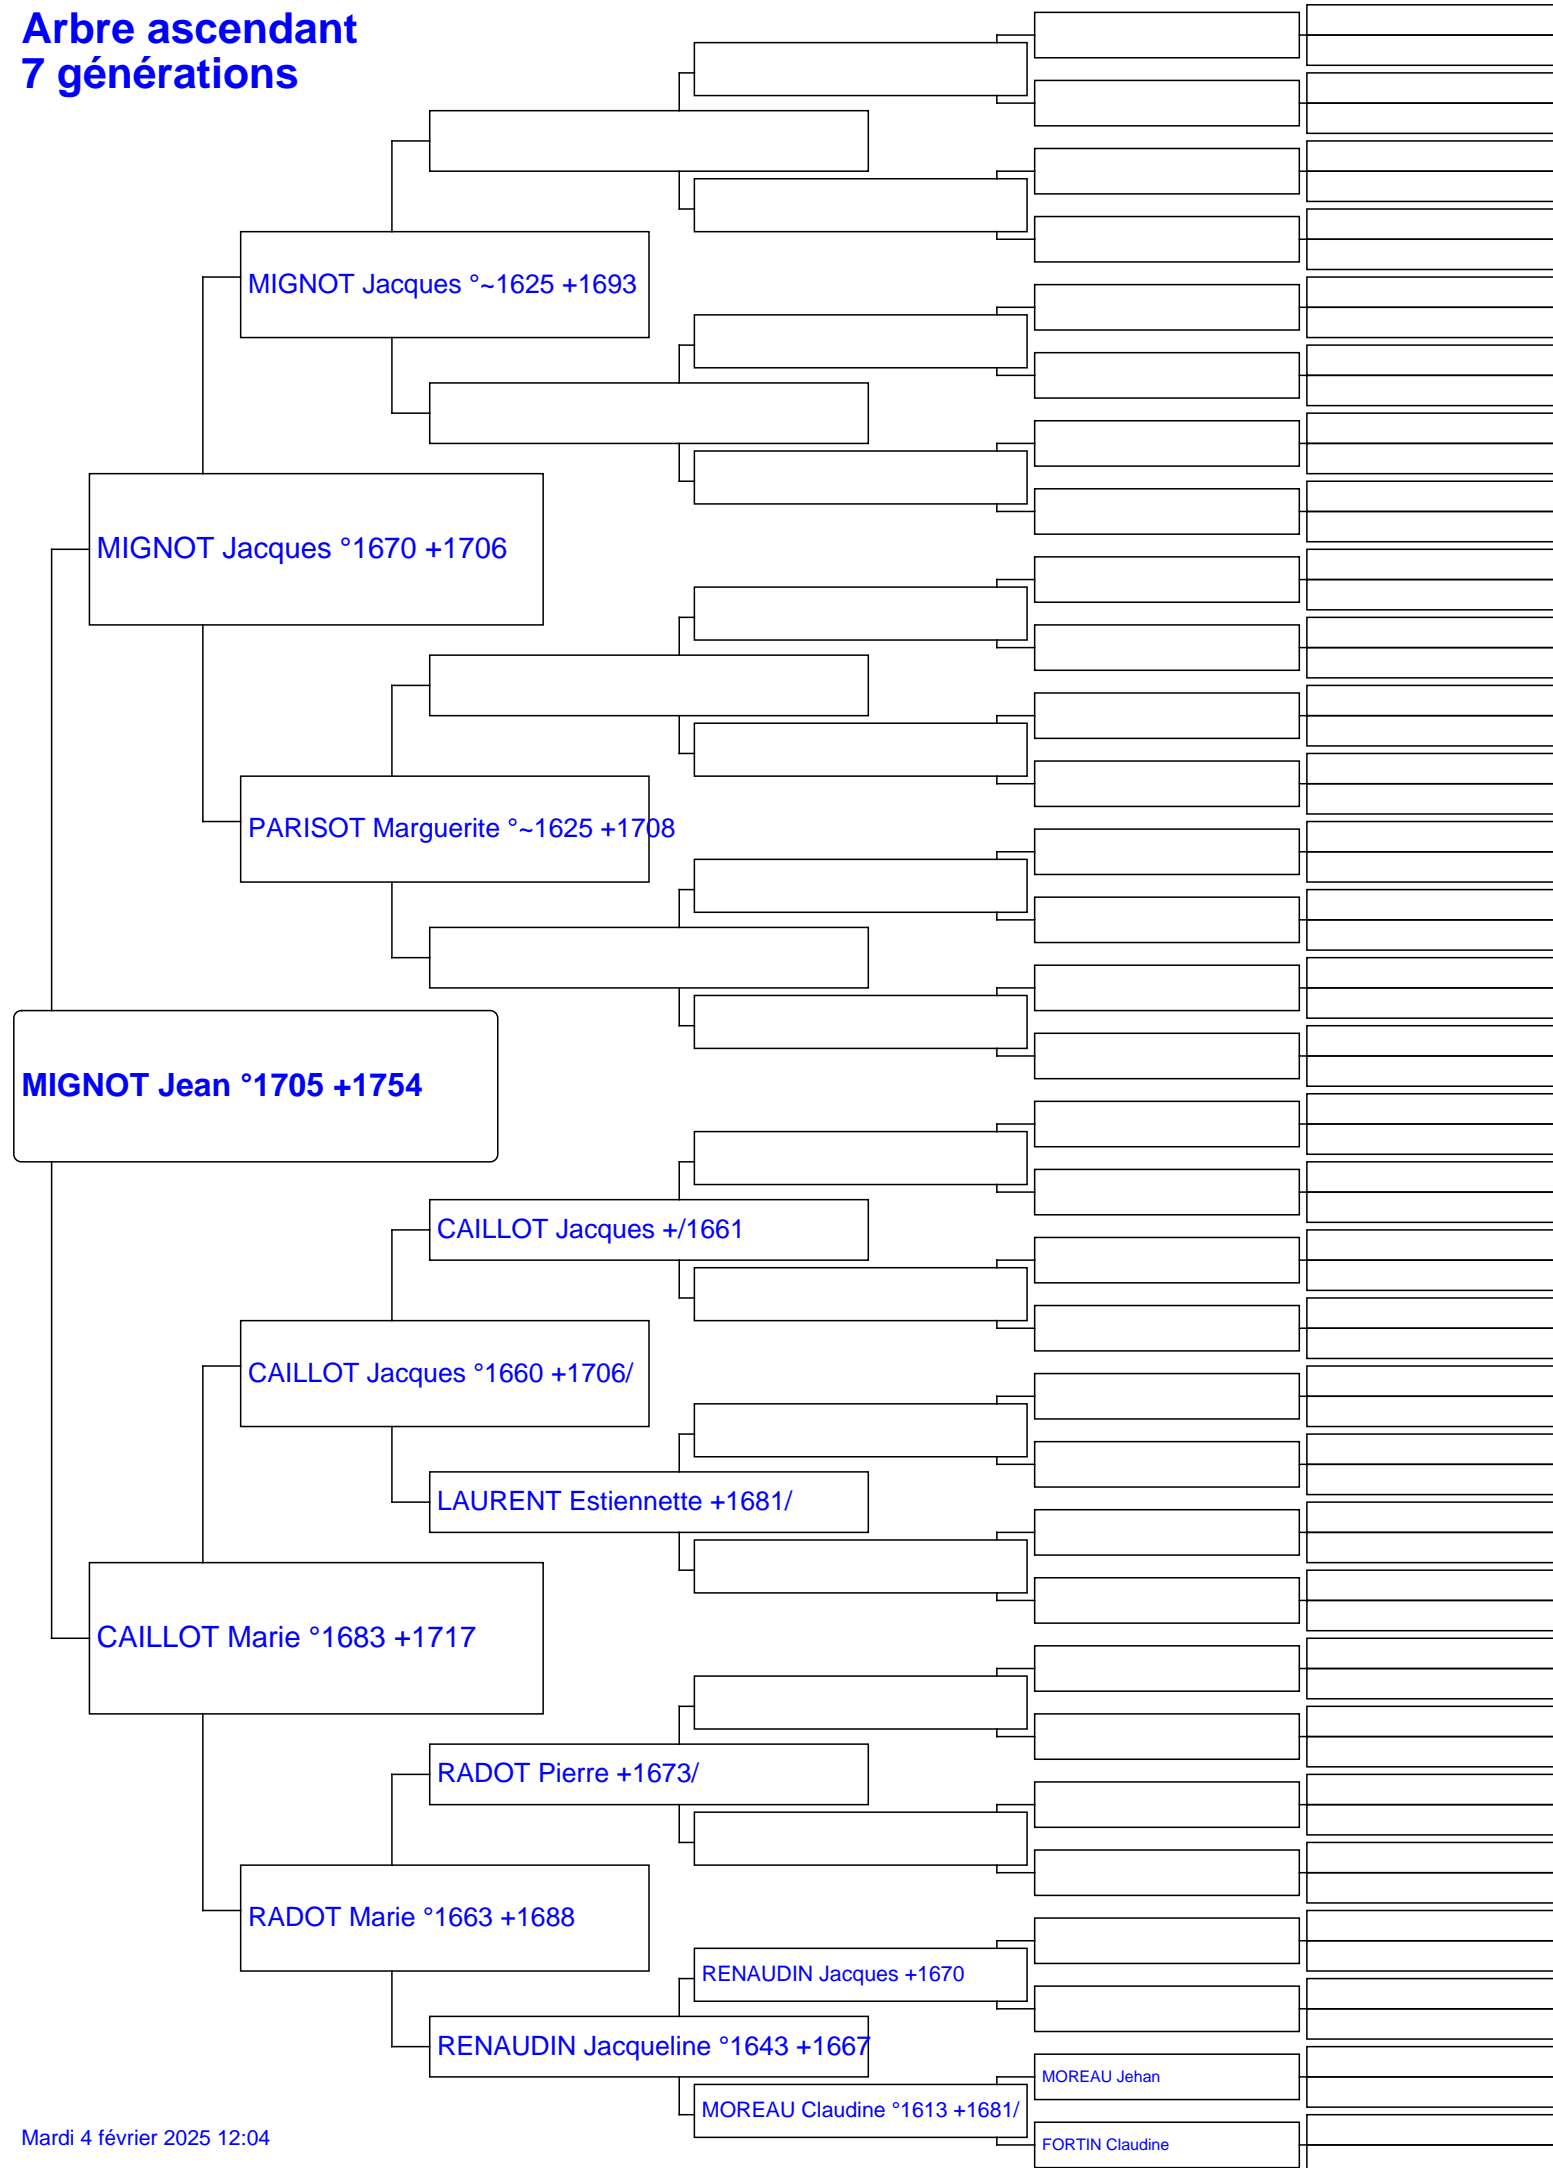 Arbre ascendant
7 générations
MIGNOT Jacques °~1625 +1693
MIGNOT Jacques °1670 +1706
PARISOT Marguerite °~1625 +1708
MIGNOT Jean °1705 +1754
CAILLOT Jacques +/1661
CAILLOT Jacques °1660 +1706/
LAURENT Estiennette +1681/
CAILLOT Marie °1683 +1717
RADOT Pierre +1673/
RADOT Marie °1663 +1688
RENAUDIN Jacques +1670
RENAUDIN Jacqueline °1643 +1667
MOREAU Jehan
MOREAU Claudine °1613 +1681/
FORTIN Claudine
Mardi 4 février 2025 12:04